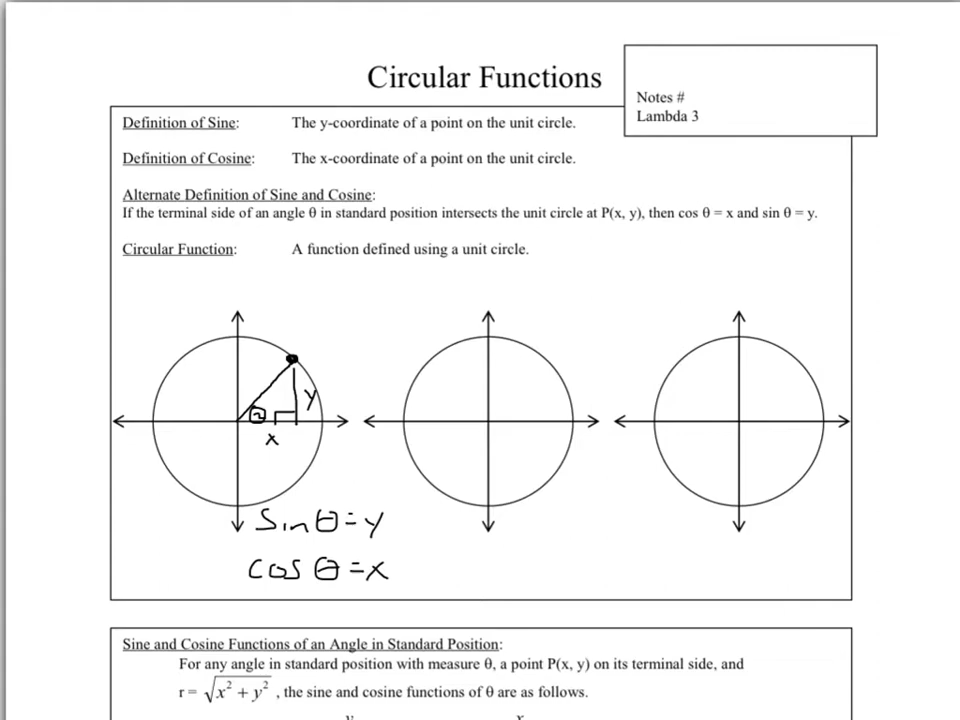 Circular Functions
Notes #
Lambda 3
Definition of Sine: The y-coordinate of a point on the unit circle.
Definition of Cosine: The x-coordinate of a point on the unit circle.
Alternate Definition of Sine and Cosine:
If the terminal side of an angle θ in standard position intersects the unit circle at P(x, y), then cos θ = x and sin θ = y.
Circular Function: A function defined using a unit circle.
y
θ
x
sin θ = y
cos θ = x
Sine and Cosine Functions of an Angle in Standard Position:
For any angle in standard position with measure θ, a point P(x, y) on its terminal side, and
r = √x² + y² , the sine and cosine functions of θ are as follows.